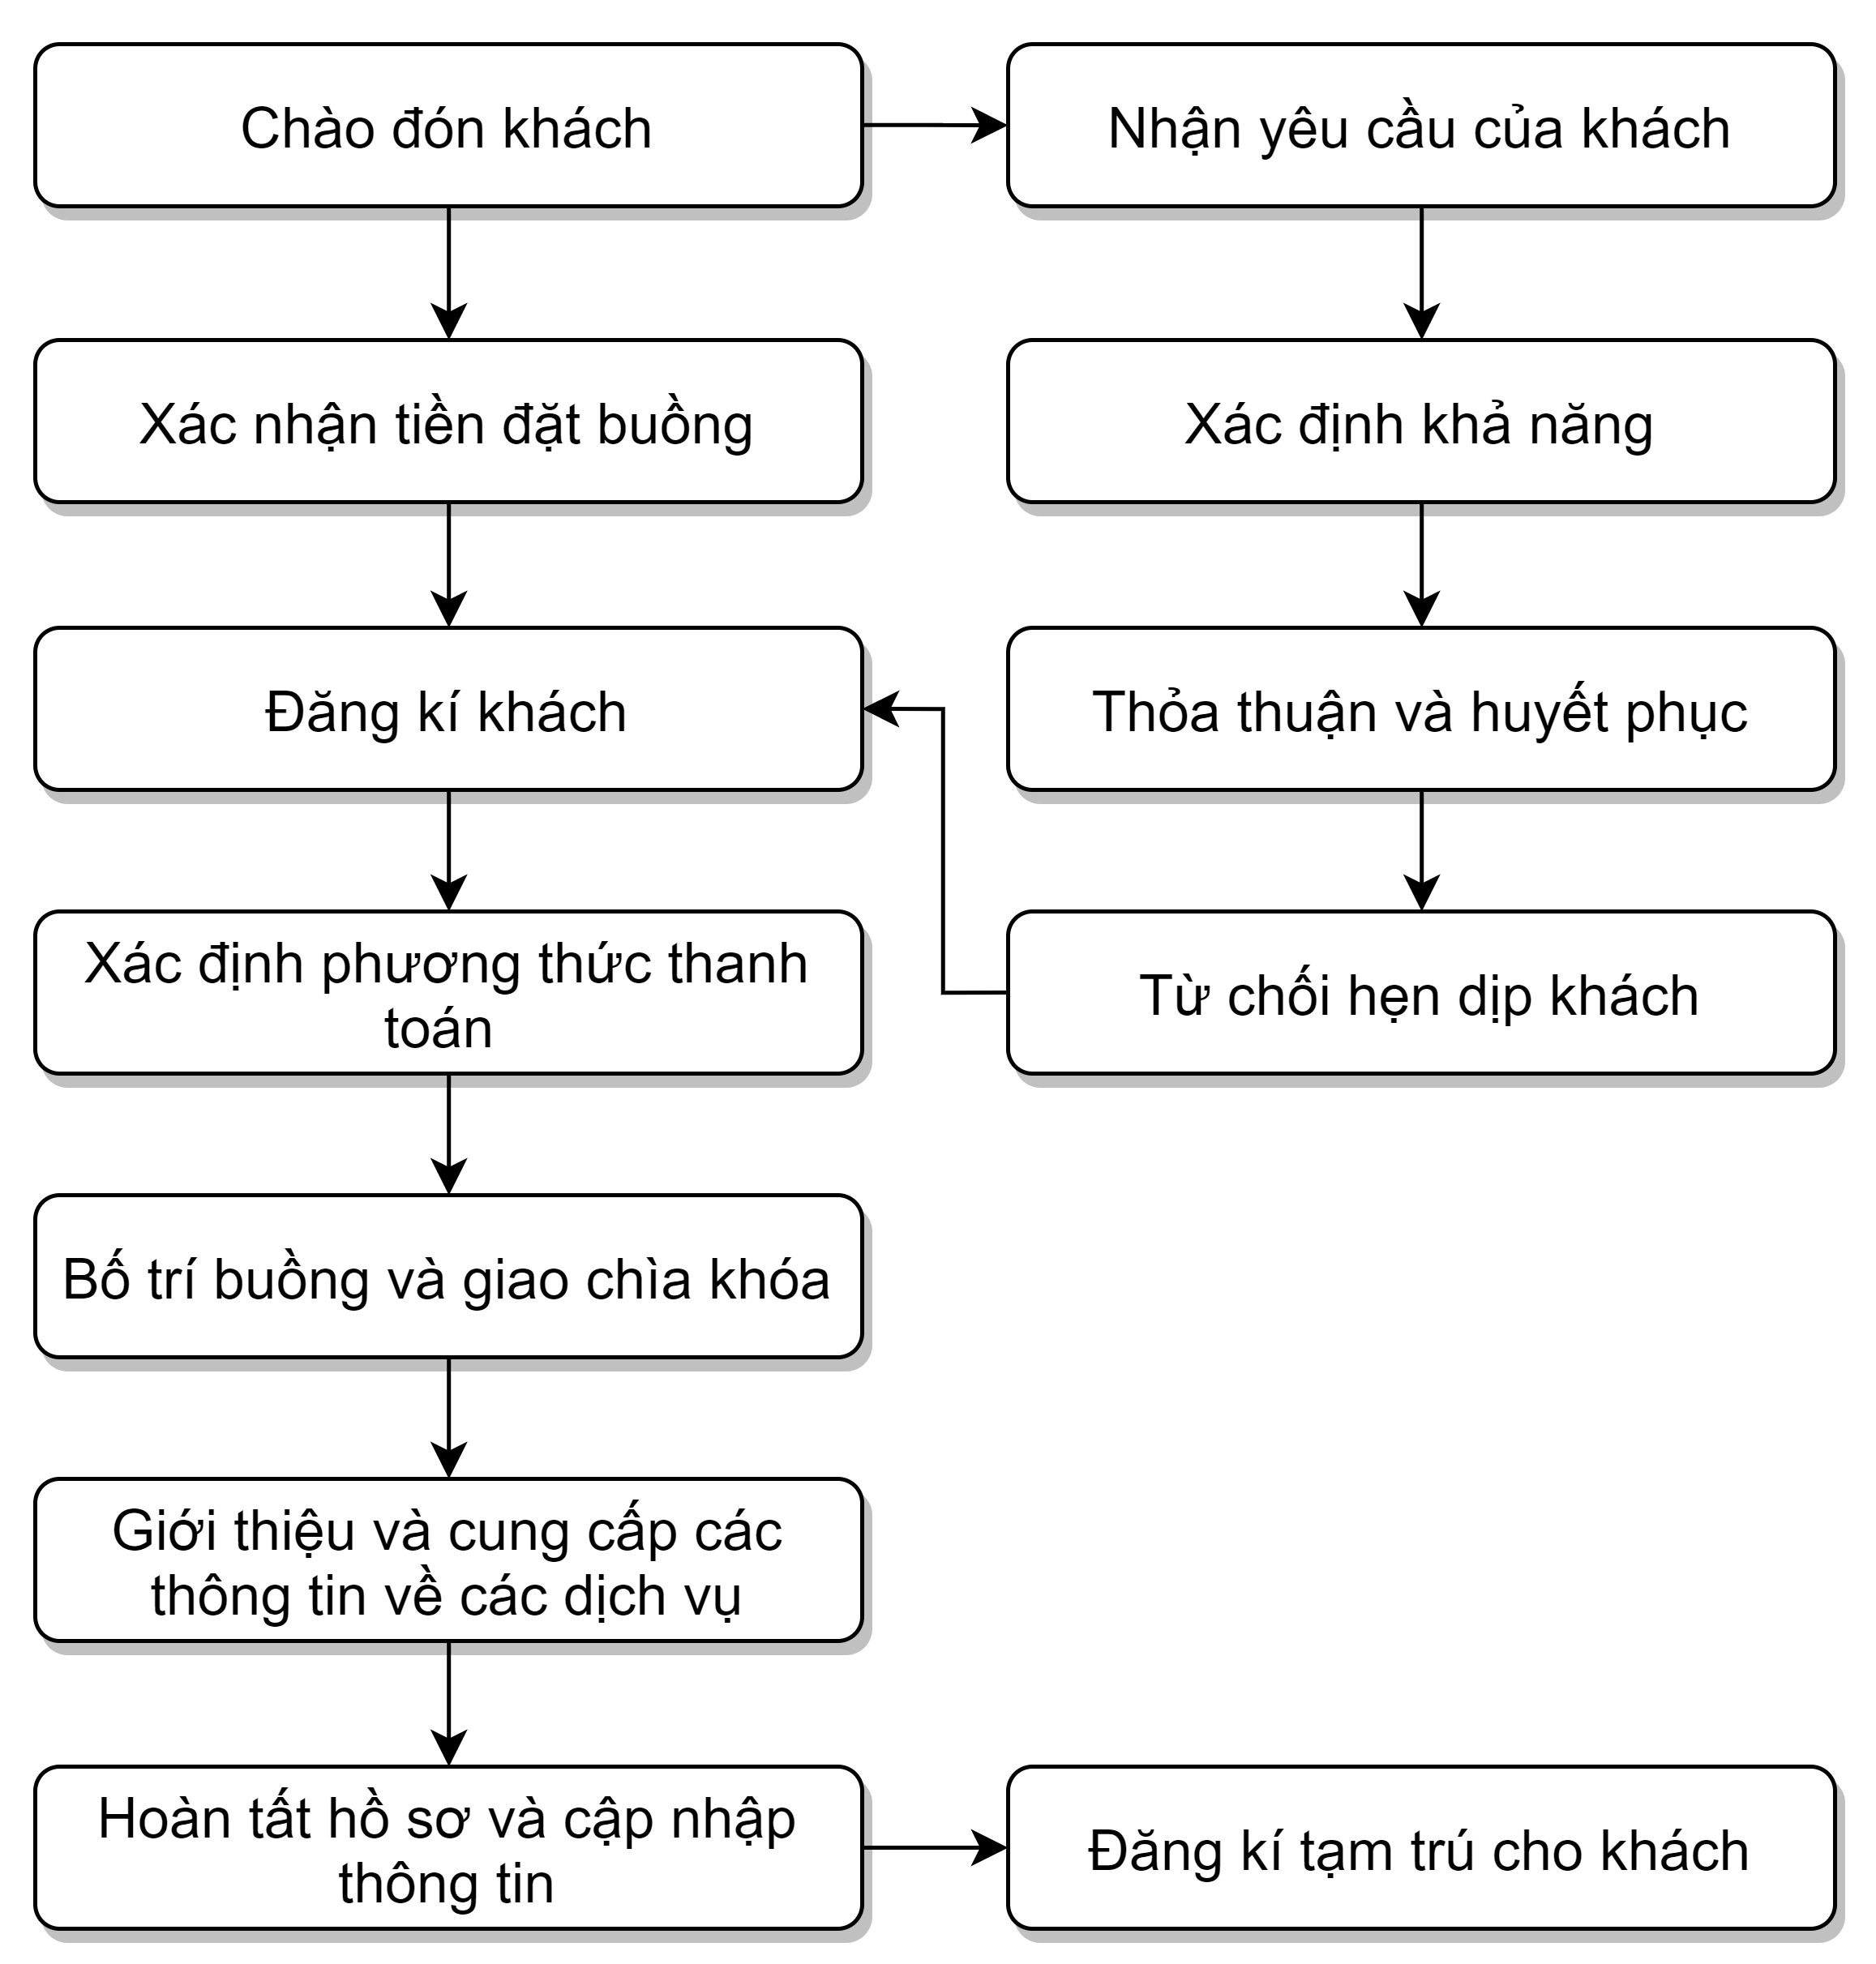 Chào đón khách
Nhận yêu cầu của khách
Xác nhận tiền đặt buồng
Xác định khả năng
Đăng kí khách
Thỏa thuận và huyết phục
Xác định phương thức thanh
toán
Từ chối hẹn dịp khách
Bố trí buồng và giao chìa khóa
Giới thiệu và cung cấp các
thông tin về các dịch vụ
Hoàn tất hồ sơ và cập nhập
thông tin
Đăng kí tạm trú cho khách